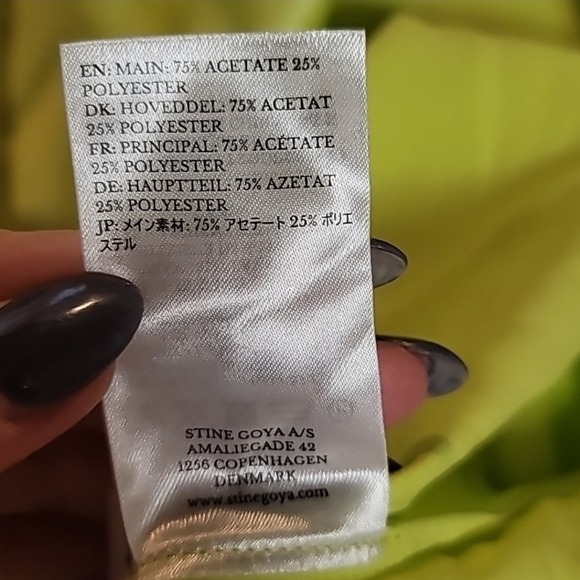 EN: MAIN: 75% ACETATE 25%
POLYESTER
DK: HOVEDDEL: 75% ACETAT
25% POLYESTER
FR: PRINCIPAL: 75% ACÉTATE
25% POLYESTER
DE: HAUPTTEIL: 75% AZETAT
25% POLYESTER
JP: メイン素材: 75% アセテート 25% ポリエ
ステル
STINE GOYA A/S
AMALIEGADE 42
1256 COPENHAGEN
DENMARK
www.stinegoya.com